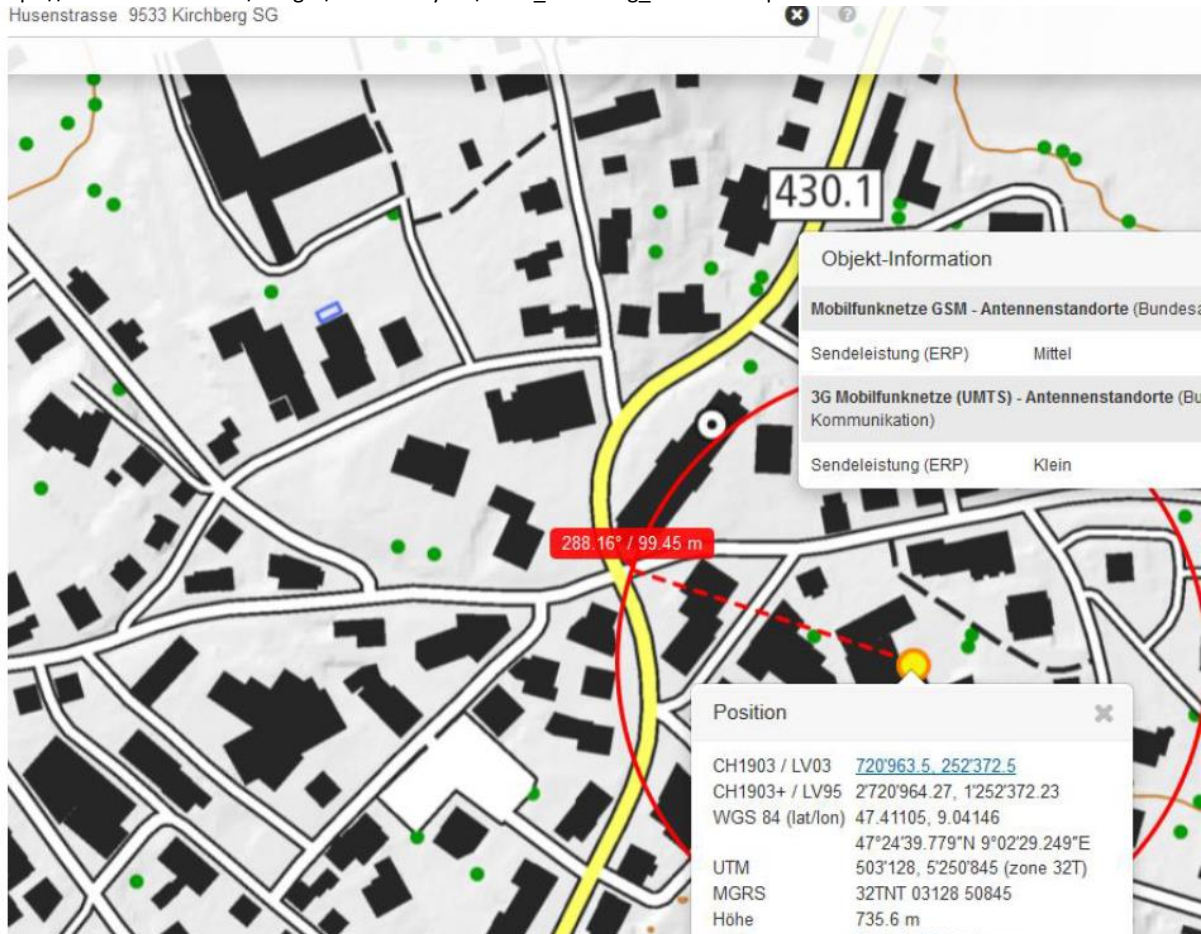 Husenstrasse 9533 Kirchberg SG
430.1
Objekt-Information
Mobilfunknetze GSM - Antennenstandorte (Bundesa
Sendeleistung (ERP) Mittel
3G Mobilfunknetze (UMTS) - Antennenstandorte (Bu
Kommunikation)
Sendeleistung (ERP) Klein
288.16° / 99.45 m
Position
CH1903 / LV03 720'963.5, 252'372.5
CH1903+ / LV95 2'720'964.27, 1'252'372.23
WGS 84 (lat/lon) 47.41105, 9.04146
47°24'39.779"N 9°02'29.249"E
UTM 503'128, 5'250'845 (zone 32T)
MGRS 32TNT 03128 50845
Höhe 735.6 m